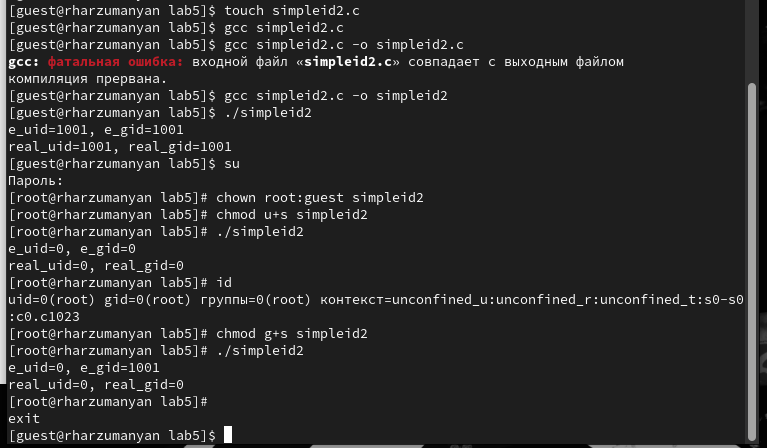 [guest@rharzumanyan lab5]$ touch simpleid2.c
[guest@rharzumanyan lab5]$ gcc simpleid2.c
[guest@rharzumanyan lab5]$ gcc simpleid2.c -o simpleid2.c
gcc: фатальная ошибка: входной файл «simpleid2.c» совпадает с выходным файлом
компиляция прервана.
[guest@rharzumanyan lab5]$ gcc simpleid2.c -o simpleid2
[guest@rharzumanyan lab5]$ ./simpleid2
e_uid=1001, e_gid=1001
real_uid=1001, real_gid=1001
[guest@rharzumanyan lab5]$ su
Пароль:
[root@rharzumanyan lab5]# chown root:guest simpleid2
[root@rharzumanyan lab5]# chmod u+s simpleid2
[root@rharzumanyan lab5]# ./simpleid2
e_uid=0, e_gid=0
real_uid=0, real_gid=0
[root@rharzumanyan lab5]# id
uid=0(root) gid=0(root) группы=0(root) контекст=unconfined_u:unconfined_r:unconfined_t:s0-s0
:c0.c1023
[root@rharzumanyan lab5]# chmod g+s simpleid2
[root@rharzumanyan lab5]# ./simpleid2
e_uid=0, e_gid=1001
real_uid=0, real_gid=0
[root@rharzumanyan lab5]#
exit
[guest@rharzumanyan lab5]$